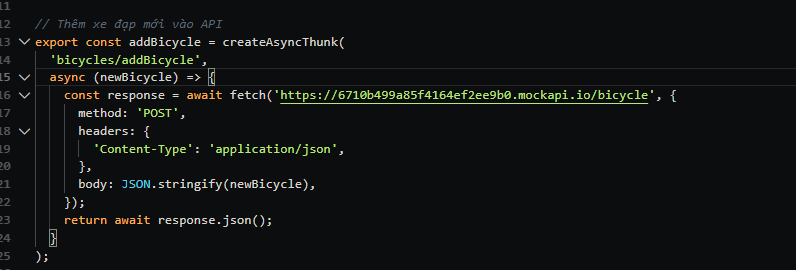 11
12 // Thêm xe đạp mới vào API
13 export const addBicycle = createAsyncThunk(
14 'bicycles/addBicycle',
15 async (newBicycle) => {
16 const response = await fetch('https://6710b499a85f4164ef2ee9b0.mockapi.io/bicycle', {
17 method: 'POST',
18 headers: {
19 'Content-Type': 'application/json',
20 },
21 body: JSON.stringify(newBicycle),
22 });
23 return await response.json();
24 }
25 );